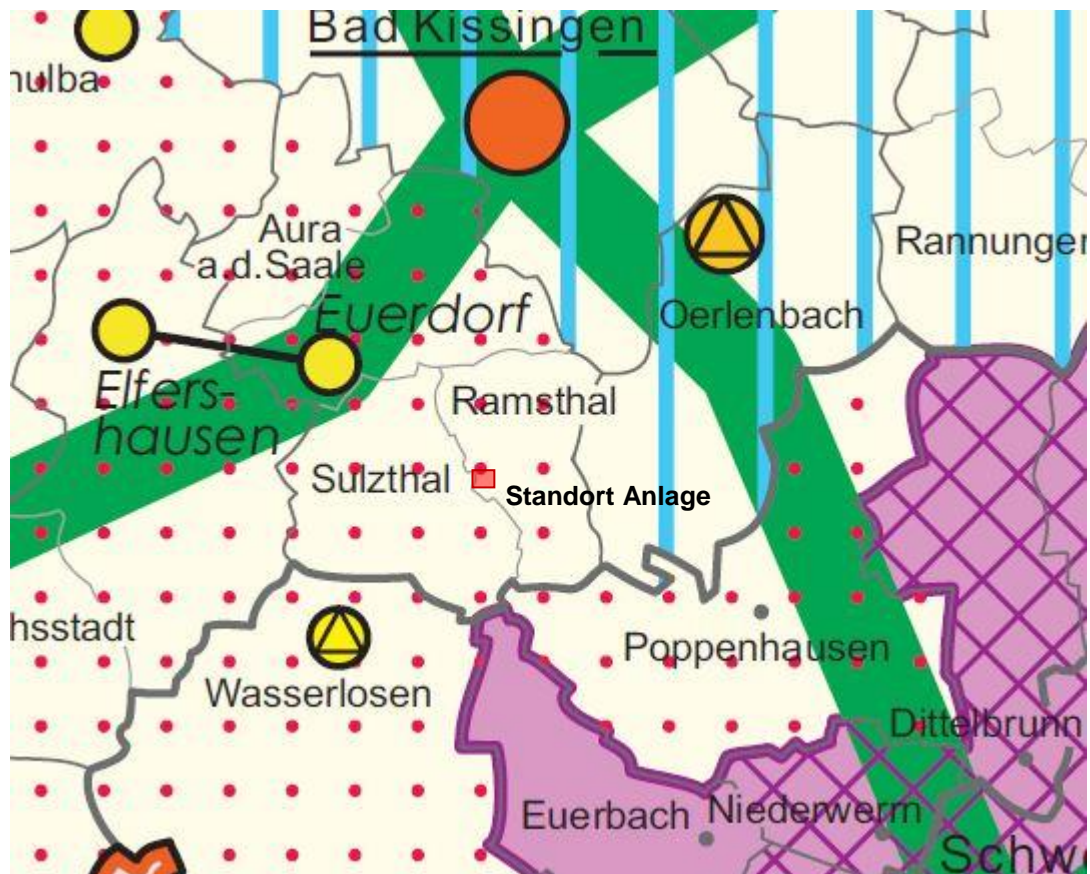 Bad Kissingen
hulba
Aura
a.d.Saale
Rannunger
Euerdorf
Oerlenbach
Elfers-
hausen
Ramsthal
Sulzthal
Standort Anlage
hsstadt
Poppenhausen
Wasserlosen
Dittelbrunn
Euerbach
Niederwerrn
Schw